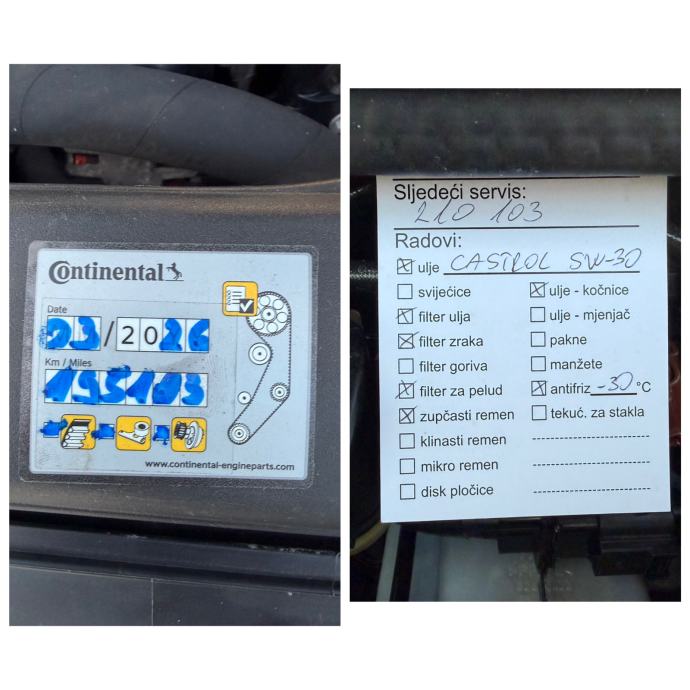 Continental
Date
03/2026
Km / Miles
195103
www.continental-engineparts.com
Sljedeći servis:
210 103
Radovi:
ulje CASTROL 5W-30
svijećice
ulje - kočnice
filter ulja
ulje - mjenjač
filter zraka
pakne
filter goriva
manžete
filter za pelud
antifriz -30 °C
zupčasti remen
tekuć. za stakla
klinasti remen
mikro remen
disk pločice